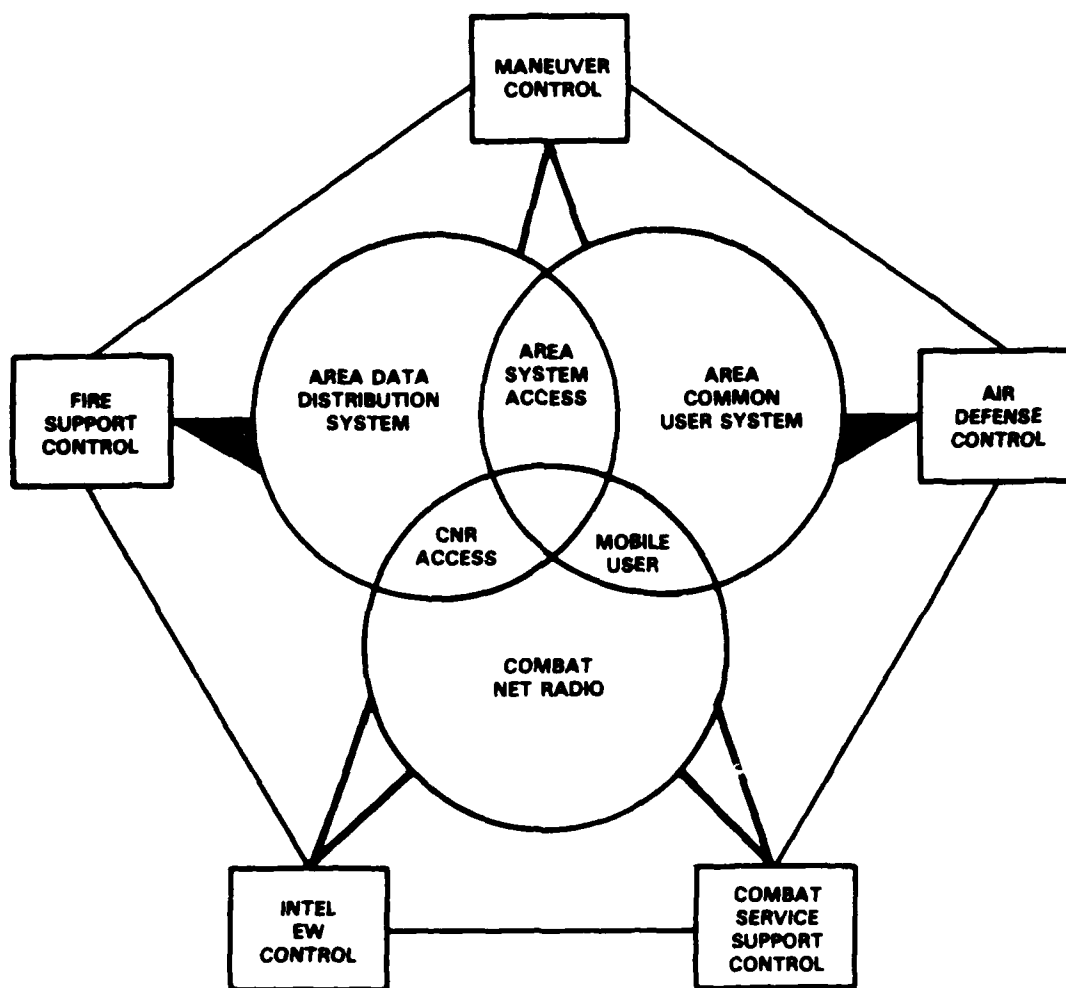 MANEUVER
CONTROL
AREA DATA
DISTRIBUTION
SYSTEM
AREA
SYSTEM
ACCESS
AREA
COMMON
USER SYSTEM
FIRE
SUPPORT
CONTROL
AIR
DEFENSE
CONTROL
CNR
ACCESS
MOBILE
USER
COMBAT
NET RADIO
INTEL
EW
CONTROL
COMBAT
SERVICE
SUPPORT
CONTROL